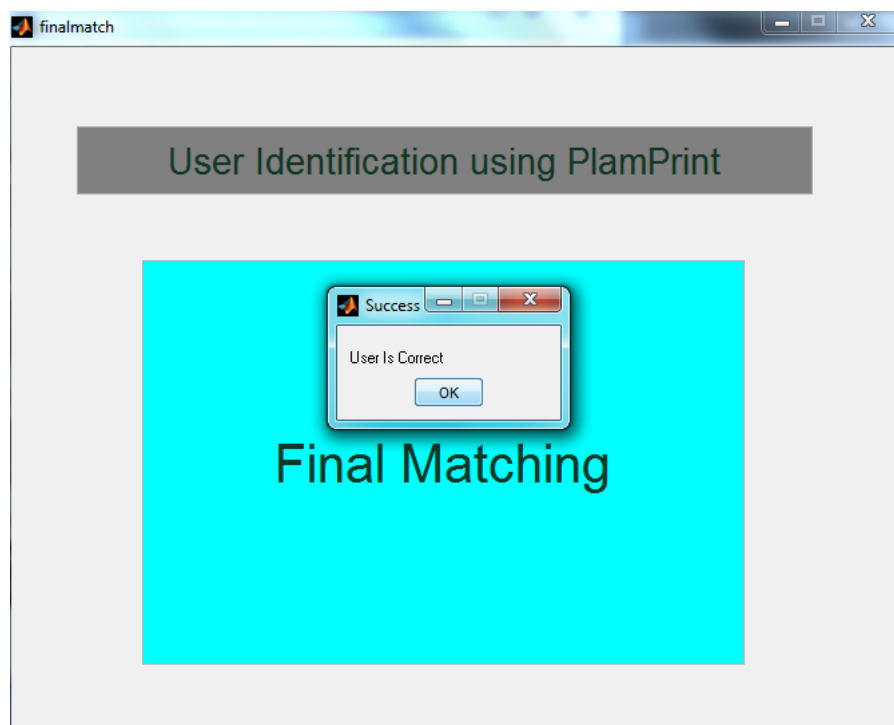 finalmatch
User Identification using PlamPrint
Success
User Is Correct
OK
Final Matching